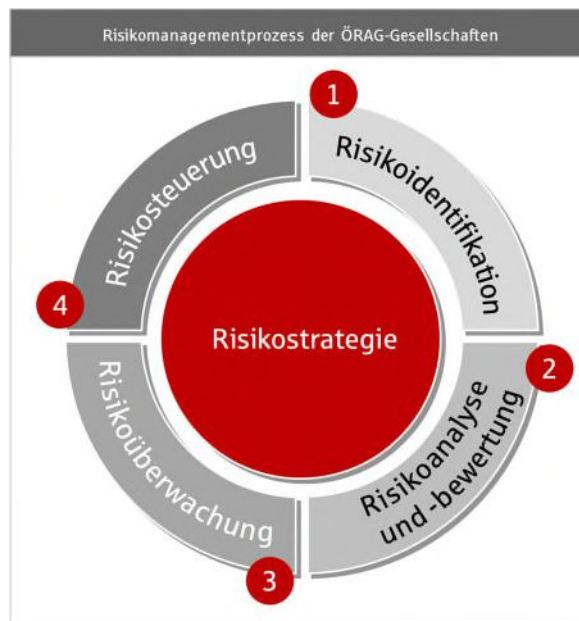 Risikomanagementprozess der ÖRAG-Gesellschaften
1
Risikoidentifikation
2
Risikoanalyse
und -bewertung
3
Risikoüberwachung
4
Risikosteuerung
Risikostrategie